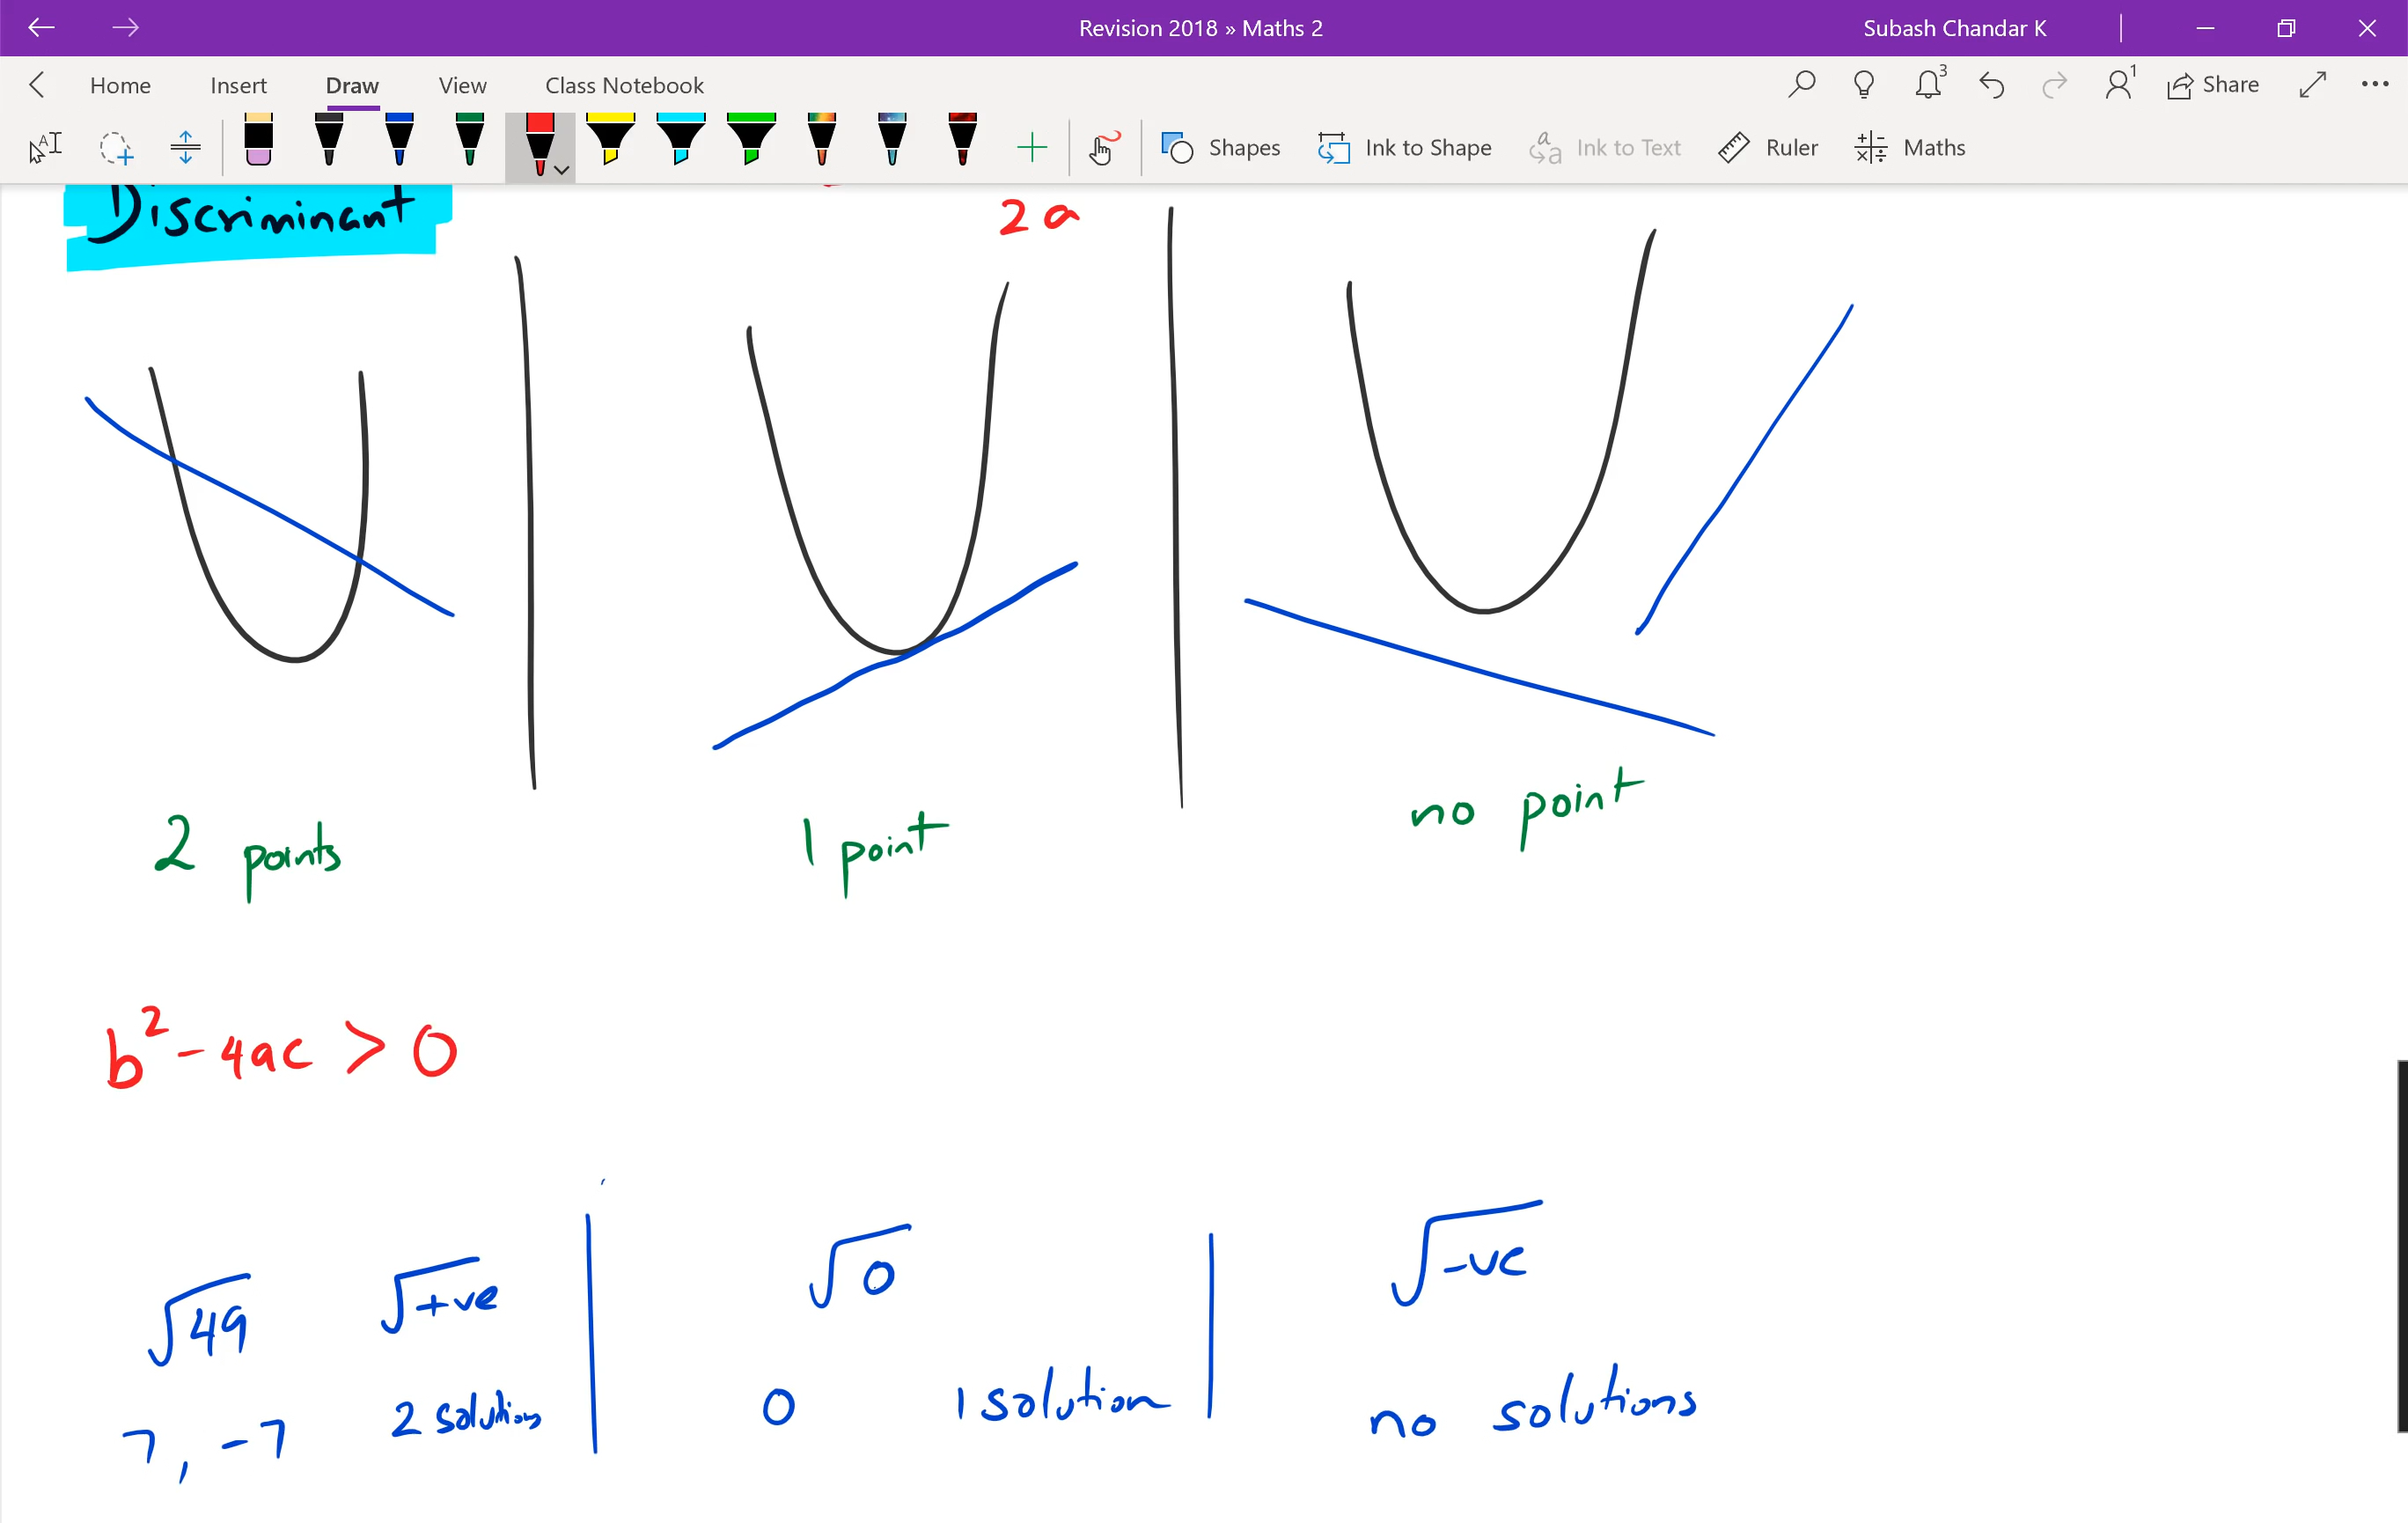 Revision 2018 » Maths 2
Subash Chandar K
Home Insert Draw View Class Notebook
3
1
Share
Shapes Ink to Shape Ink to Text Ruler Maths
Discriminant
2a
2 points
1 point
no point
b² - 4ac > 0
√49 √+ve
√0
√-ve
7, -7 2 solutions
0 1 solution
no solutions